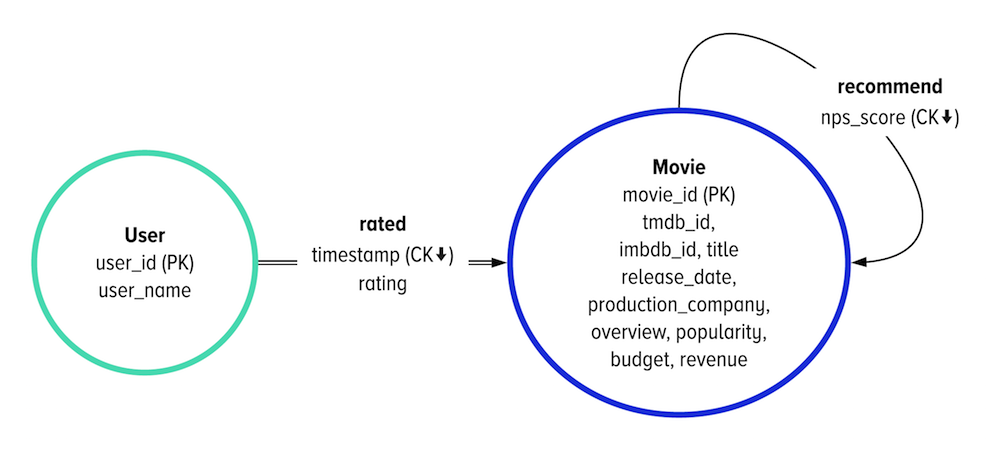 User
user_id (PK)
user_name
rated
timestamp (CK🠇)
rating
Movie
movie_id (PK)
tmdb_id,
imbdb_id, title
release_date,
production_company,
overview, popularity,
budget, revenue
recommend
nps_score (CK🠇)